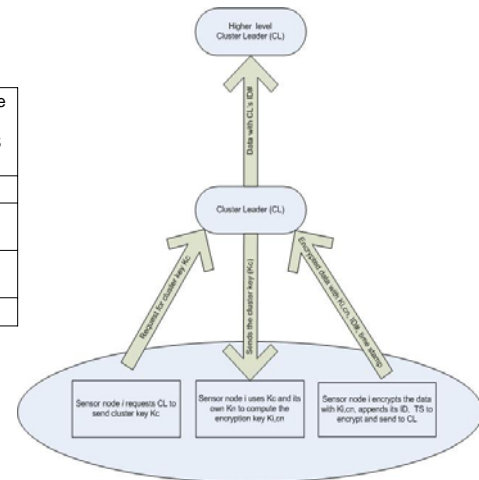 Higher level
Cluster Leader (CL)
Data with CL's ID#
Cluster Leader (CL)
Request for cluster key Kc
Sends the cluster key (Kc)
Encrypted data with Ki,cn, ID#, time stamp
Sensor node i requests CL to
send cluster key Kc
Sensor node i uses Kc and its
own Kn to compute the
encryption key Ki,cn
Sensor node i encrypts the data
with Ki,cn, appends its ID, TS to
encrypt and send to CL